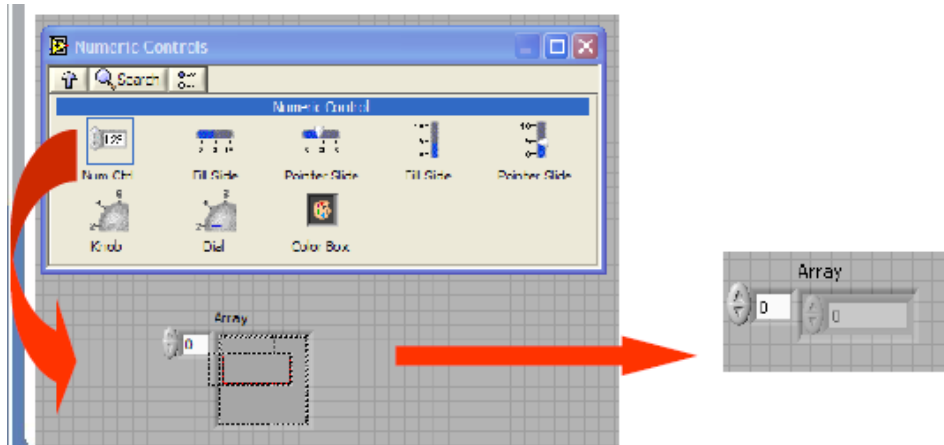 Numeric Controls
Search
Numeric Control
123
Num Ctrl
Fill Slide
Pointer Slide
Fill Slide
Pointer Slide
Knob
Dial
Color Box
Array
0
Array
0
0